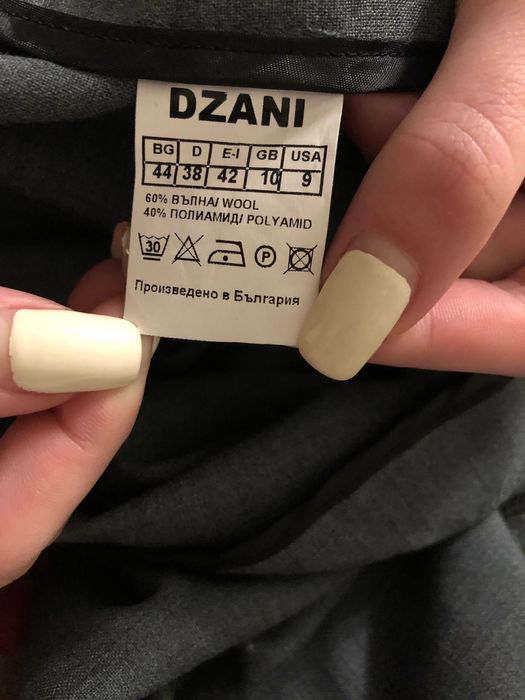 DZANI
BG D E-I GB USA
44 38 42 10 9
60% ВЪЛНА/ WOOL
40% ПОЛИАМИД/ POLYAMID
30 P
Произведено в България